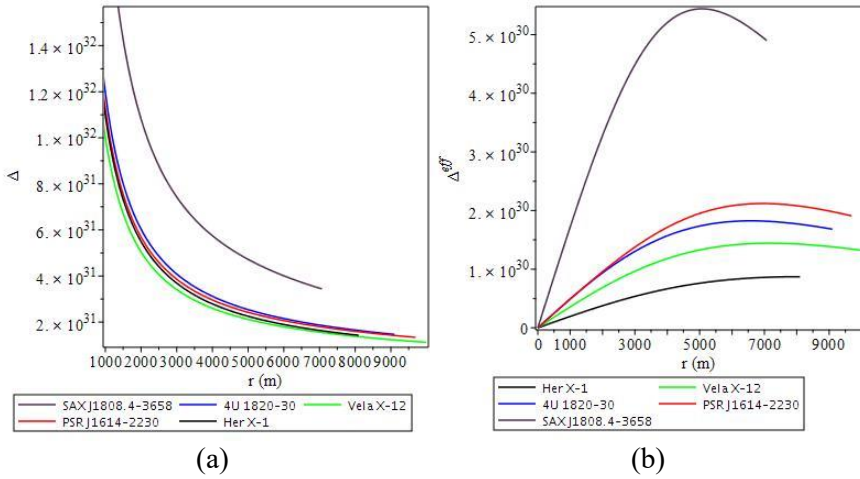 1.4 × 10^32
1.2 × 10^32
1. × 10^32
Δ
8. × 10^31
6. × 10^31
4. × 10^31
2. × 10^31
1000 2000 3000 4000 5000 6000 7000 8000 9000
r (m)
SAX J1808.4-3658 4U 1820-30 Vela X-12
PSR J1614-2230 Her X-1
(a)
5. × 10^30
4. × 10^30
Δ^eff
3. × 10^30
2. × 10^30
1. × 10^30
0
0 1000 3000 5000 7000 9000
r (m)
Her X-1 Vela X-12
4U 1820-30 PSR J1614-2230
SAX J1808.4-3658
(b)